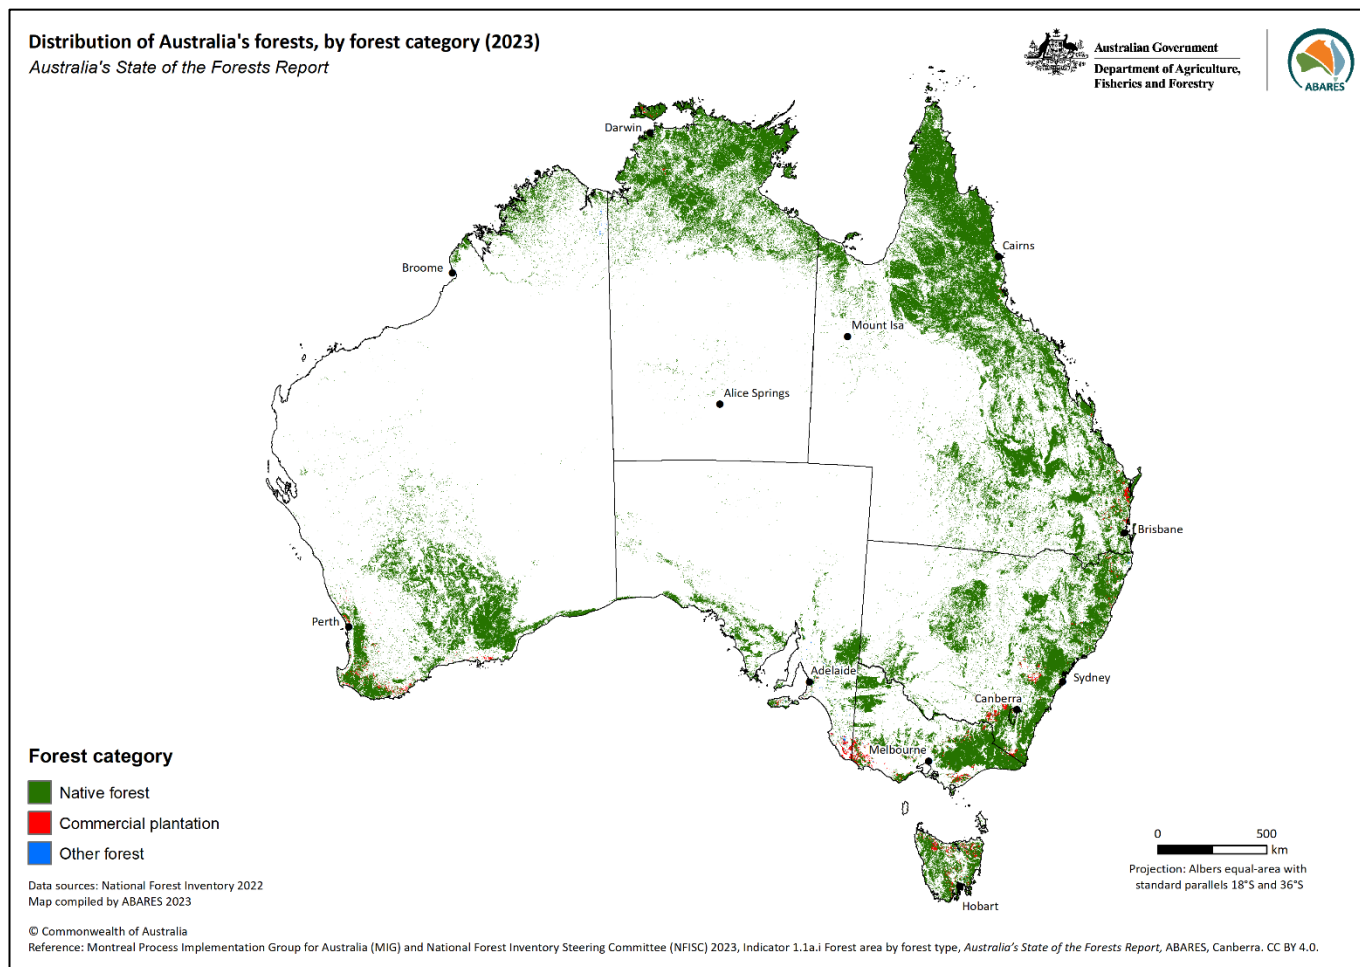 Distribution of Australia's forests, by forest category (2023)
Australia's State of the Forests Report
Australian Government
Department of Agriculture,
Fisheries and Forestry
ABARES
Darwin
Cairns
Broome
Mount Isa
Alice Springs
Brisbane
Perth
Adelaide
Sydney
Canberra
Melbourne
Hobart
Forest category
Native forest
Commercial plantation
Other forest
0 500
km
Projection: Albers equal-area with
standard parallels 18°S and 36°S
Data sources: National Forest Inventory 2022
Map compiled by ABARES 2023
© Commonwealth of Australia
Reference: Montreal Process Implementation Group for Australia (MIG) and National Forest Inventory Steering Committee (NFISC) 2023, Indicator 1.1a.i Forest area by forest type, Australia's State of the Forests Report, ABARES, Canberra. CC BY 4.0.